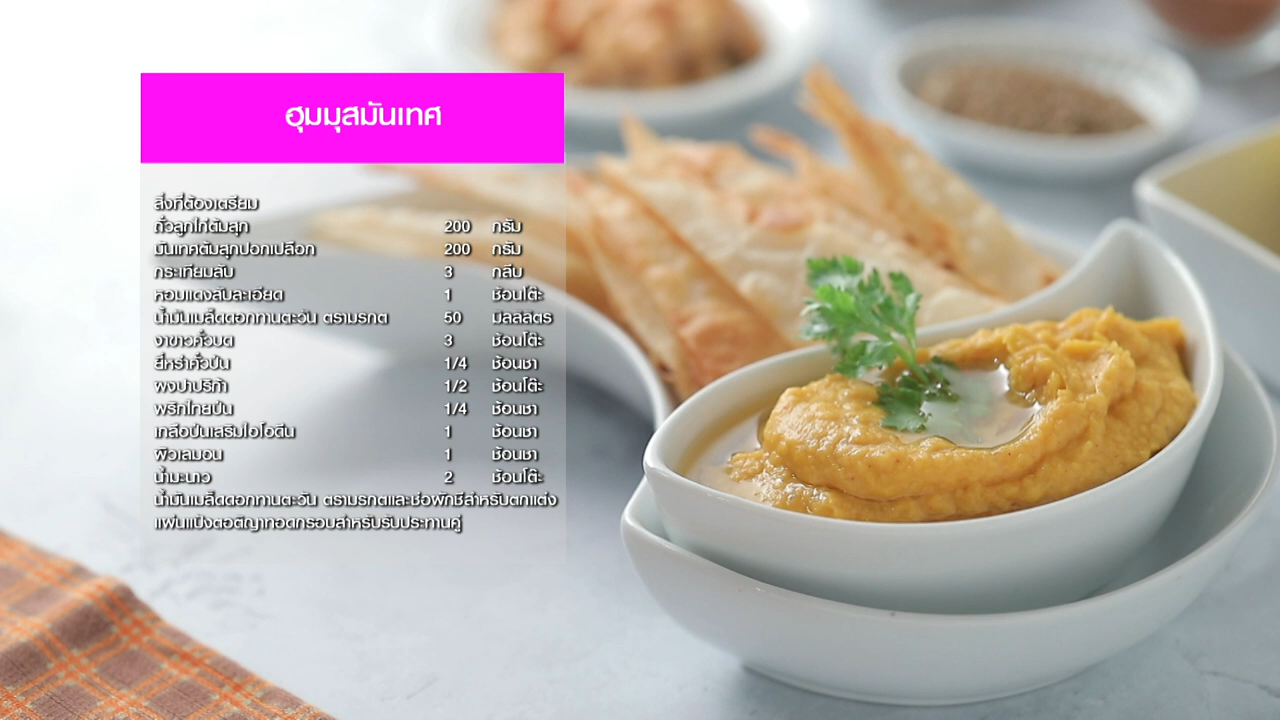 ฮุมมุสมันเทศ
สิ่งที่ต้องเตรียม
ถั่วลูกไก่ต้มสุก 200 กรัม
มันเทศต้มสุกปอกเปลือก 200 กรัม
กระเทียมสับ 3 กลีบ
หอมแดงสับละเอียด 1 ช้อนโต๊ะ
น้ำมันเมล็ดดอกทานตะวัน ตรามรกต 50 มลลลตร
งาขาวคั่วบด 3 ช้อนโต๊ะ
ยี่หร่าคั่วป่น 1/4 ช้อนชา
ผงปาปริก้า 1/2 ช้อนโต๊ะ
พริกไทยป่น 1/4 ช้อนชา
เกลือป่นเสริมไอโอดีน 1 ช้อนชา
ผิวเลมอน 1 ช้อนชา
น้ำมะนาว 2 ช้อนโต๊ะ
น้ำมันเมล็ดดอกทานตะวัน ตรามรกตและช่อผักชีสำหรับตกแต่ง
แผ่นแป้งตอติญาทอดกรอบสำหรับรับประทานคู่